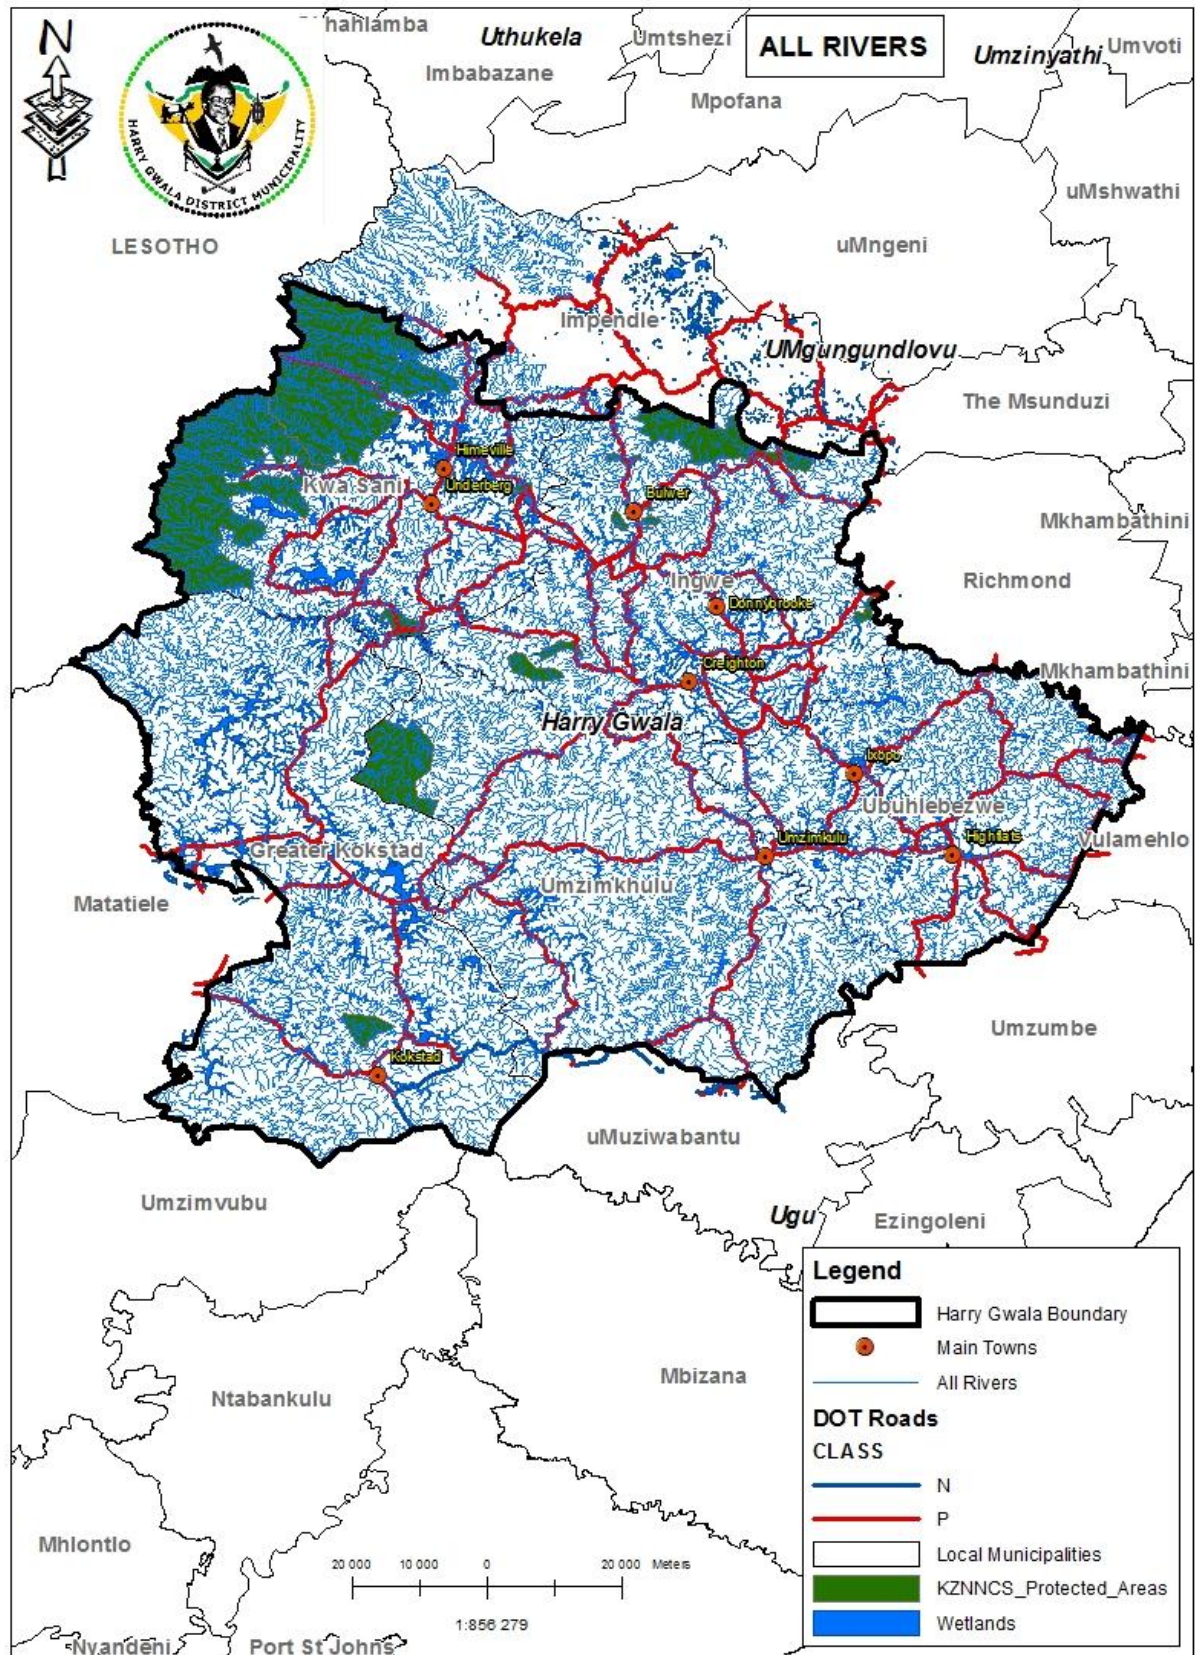 N
HARRY GWALA DISTRICT MUNICIPALITY
hahlamba
Uthukela
Umtshezi
ALL RIVERS
Umzinyathi
Umvoti
Imbabazane
Mpofana
uMshwathi
LESOTHO
uMngeni
Impendle
UMgungundlovu
The Msunduzi
Himeville
Kwa Sani
Underberg
Bulwer
Mkhambathini
Ingwe
Richmond
Donnybrooke
Creighton
Mkhambathini
Harry Gwala
Ixopo
Ubuhlebezwe
Umzimkulu
Highflats
Vulamehlo
Greater Kokstad
Umzimkhulu
Matatiele
Umzumbe
Kokstad
uMuziwabantu
Umzimvubu
Ugu
Ezingoleni
Legend
Harry Gwala Boundary
Main Towns
All Rivers
DOT Roads
CLASS
N
P
Local Municipalities
KZNNCS_Protected_Areas
Wetlands
Mbizana
Ntabankulu
Mhlontlo
20 000 10 000 0 20 000 Meters
1:856 279
Nyandeni
Port St Johns